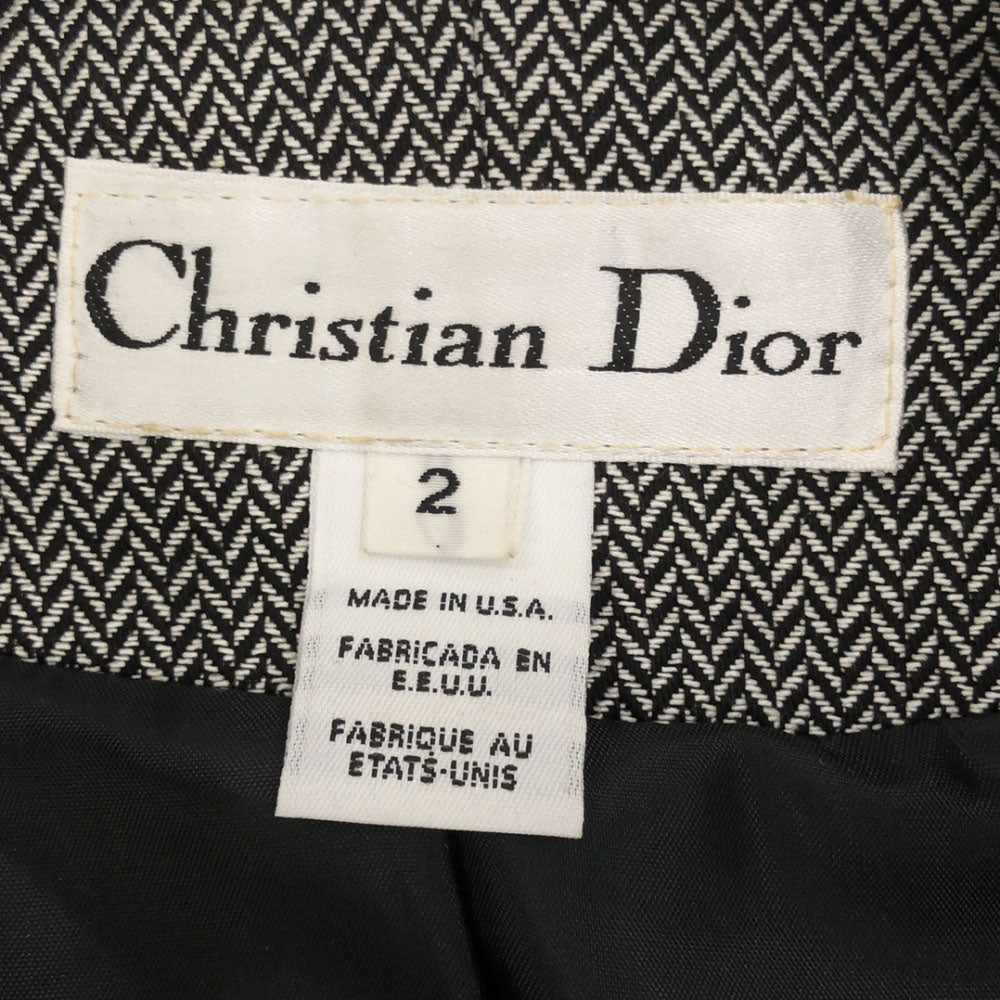 Christian Dior
2
MADE IN U.S.A.
FABRICADA EN
E.E.U.U.
FABRIQUE AU
ETATS-UNIS